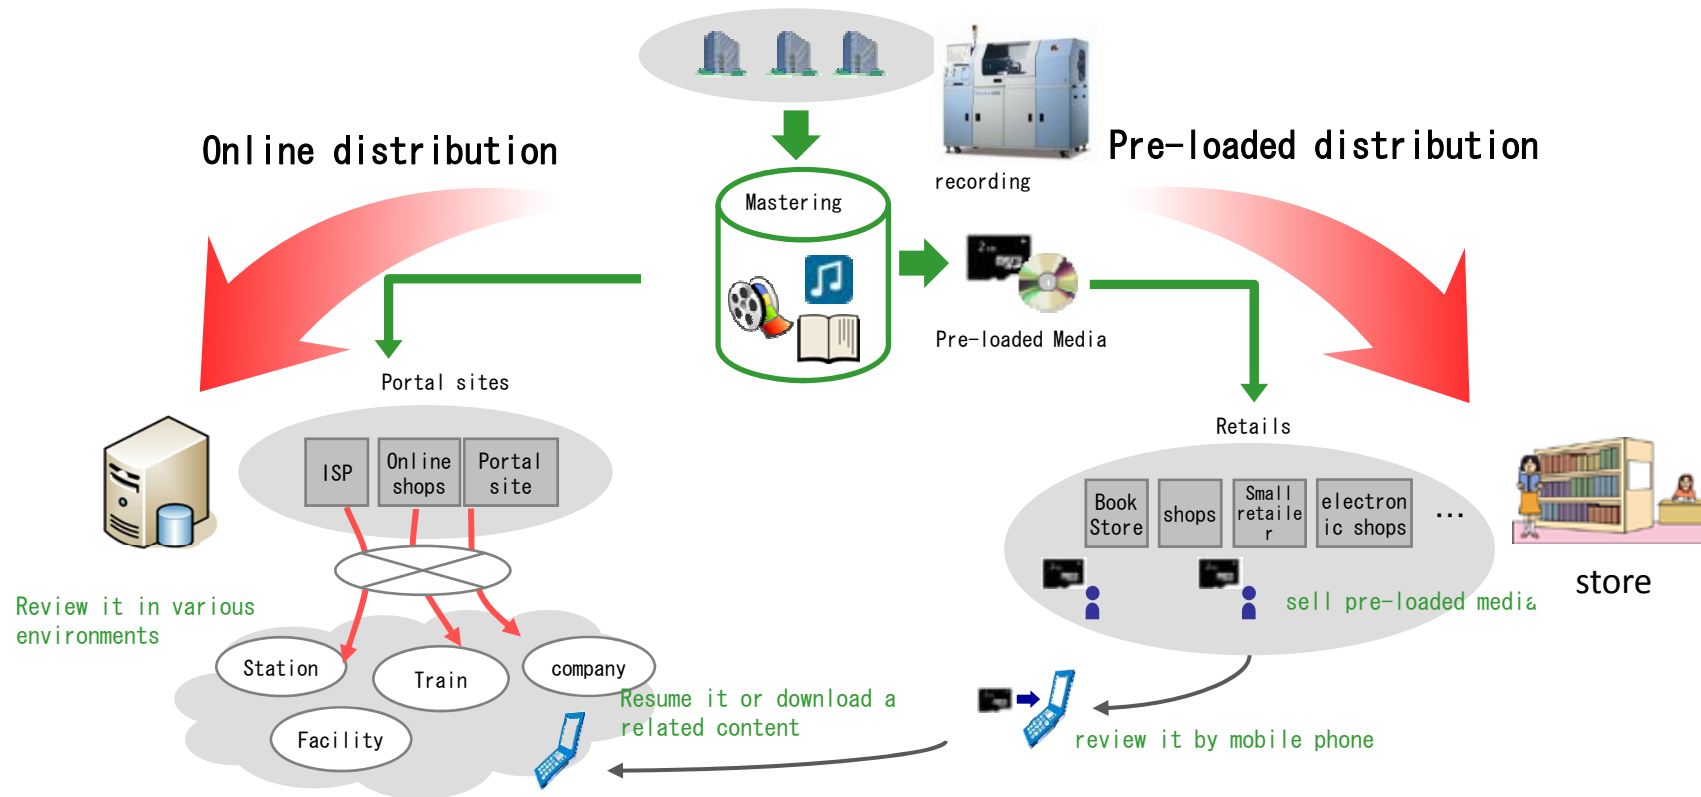 Online distribution
Pre-loaded distribution
recording
Mastering
Pre-loaded Media
Portal sites
ISP
Online
shops
Portal
site
Retails
Book
Store
shops
Small
retaile
r
electron
ic shops
...
store
sell pre-loaded media
Review it in various
environments
Station
Train
company
Facility
Resume it or download a
related content
review it by mobile phone